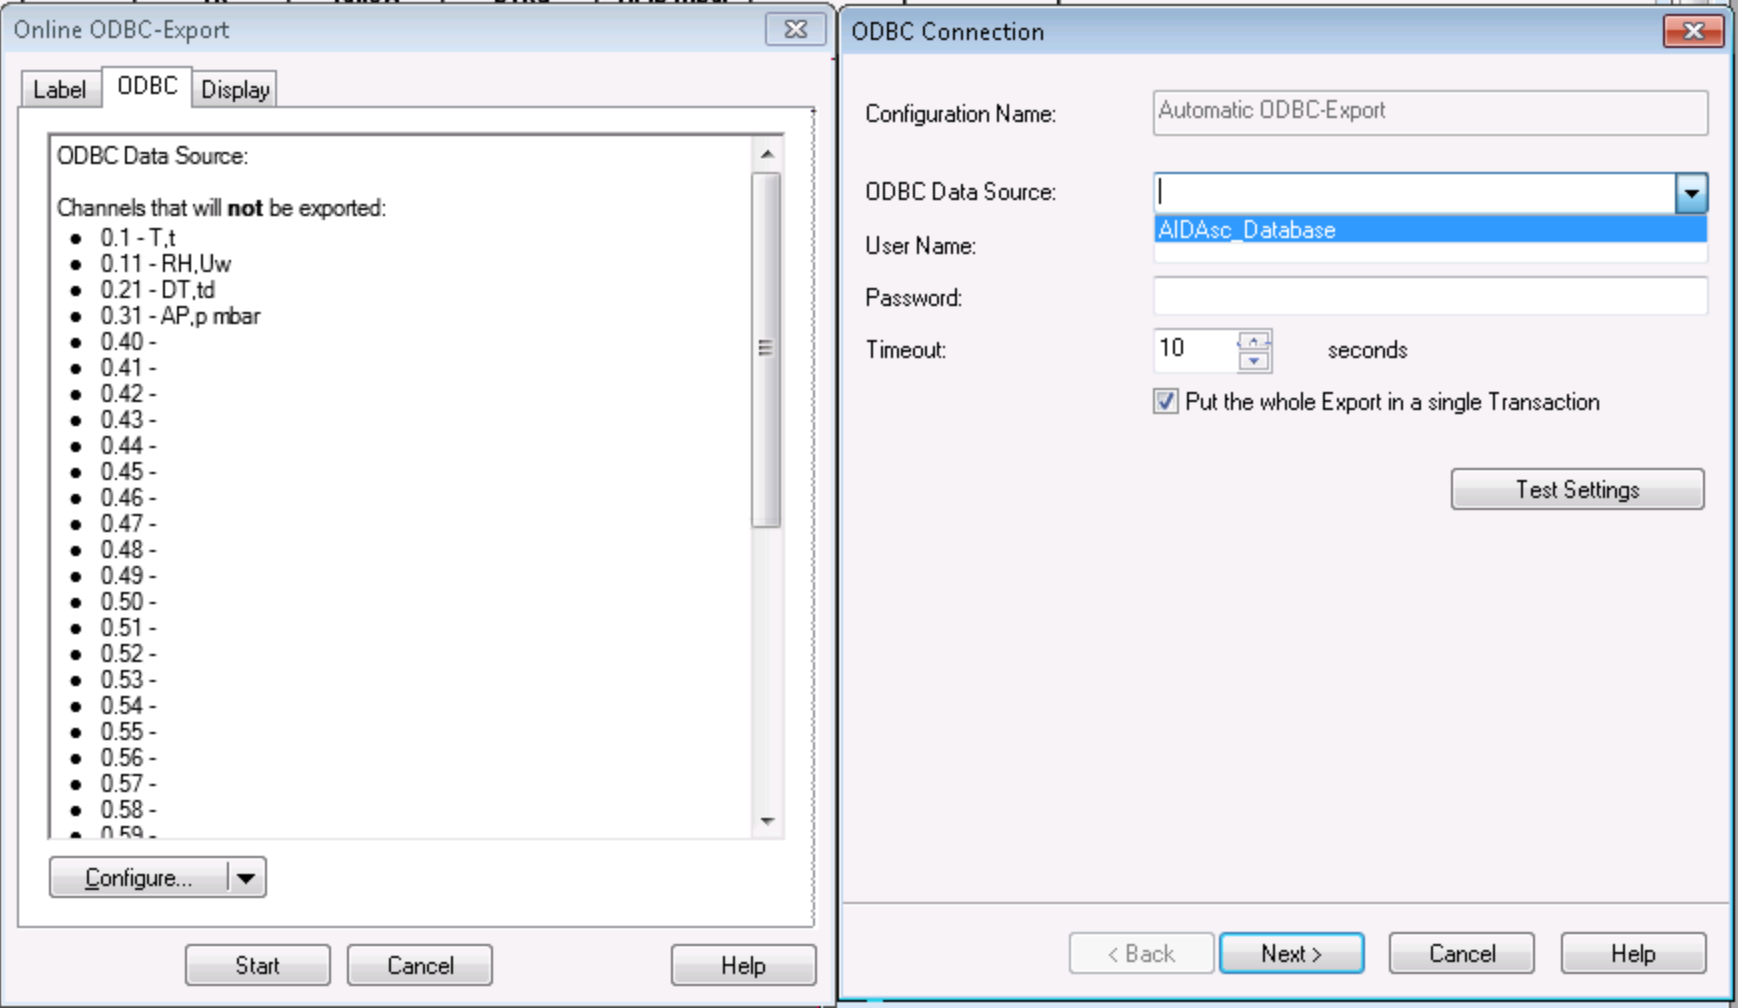 Online ODBC-Export
Label ODBC Display
ODBC Data Source:
Channels that will not be exported:
• 0.1 - T,t
• 0.11 - RH,Uw
• 0.21 - DT,td
• 0.31 - AP,p mbar
• 0.40 -
• 0.41 -
• 0.42 -
• 0.43 -
• 0.44 -
• 0.45 -
• 0.46 -
• 0.47 -
• 0.48 -
• 0.49 -
• 0.50 -
• 0.51 -
• 0.52 -
• 0.53 -
• 0.54 -
• 0.55 -
• 0.56 -
• 0.57 -
• 0.58 -
• 0.59 -
Configure...
Start Cancel Help
ODBC Connection
Configuration Name: Automatic ODBC-Export
ODBC Data Source:
AIDAsc_Database
User Name:
Password:
Timeout: 10 seconds
Put the whole Export in a single Transaction
Test Settings
< Back Next > Cancel Help